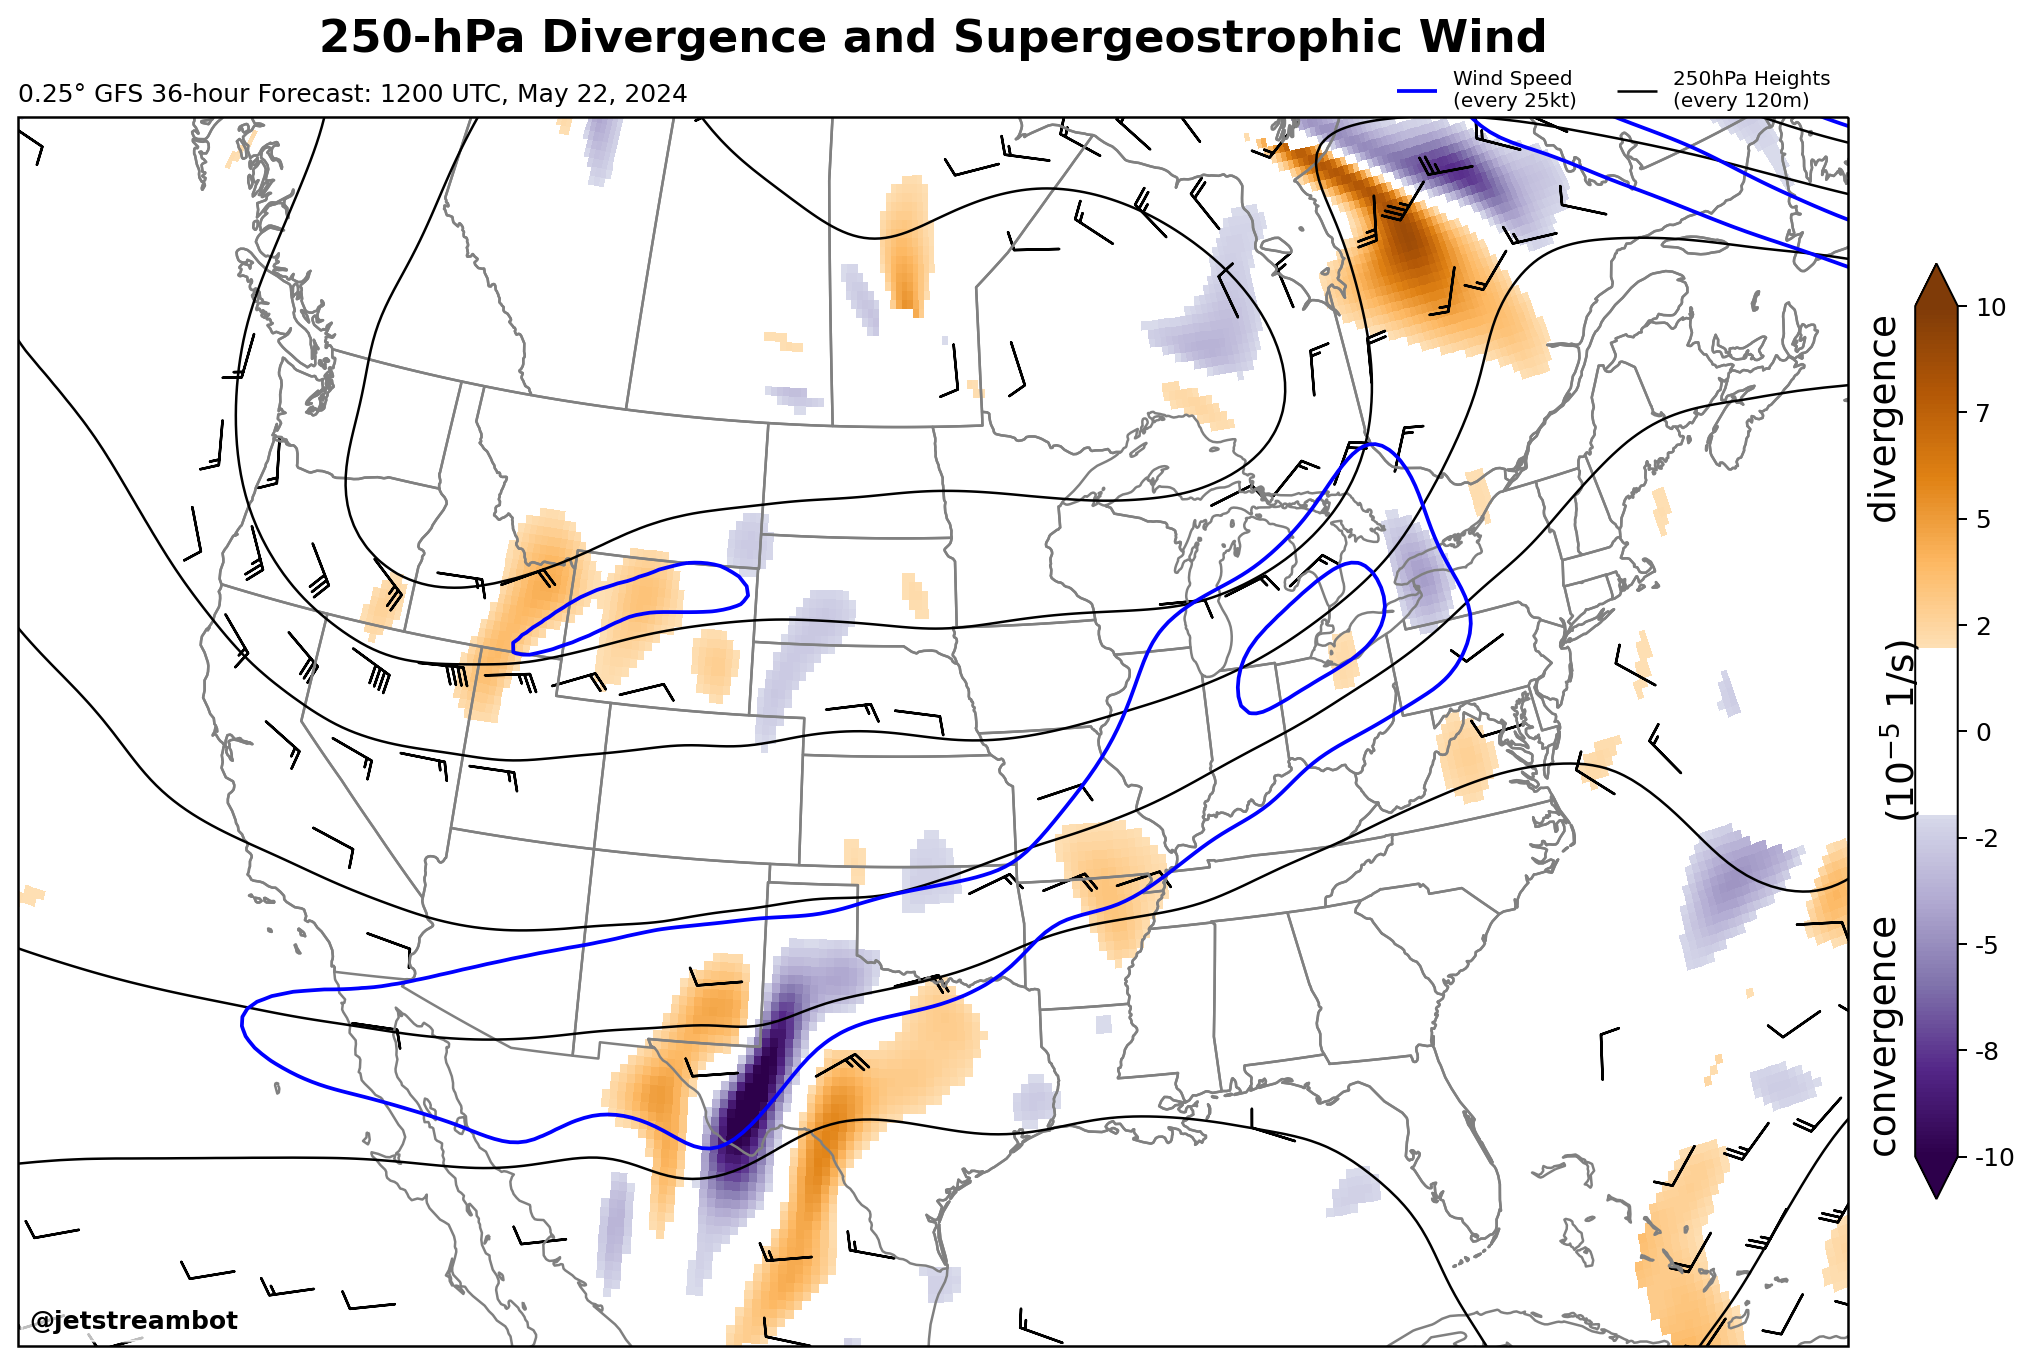 250-hPa Divergence and Supergeostrophic Wind
0.25° GFS 36-hour Forecast: 1200 UTC, May 22, 2024
Wind Speed
(every 25kt)
250hPa Heights
(every 120m)
10
7
5
2
0
-2
-5
-8
-10
convergence
(10⁻⁵ 1/s)
divergence
@jetstreambot